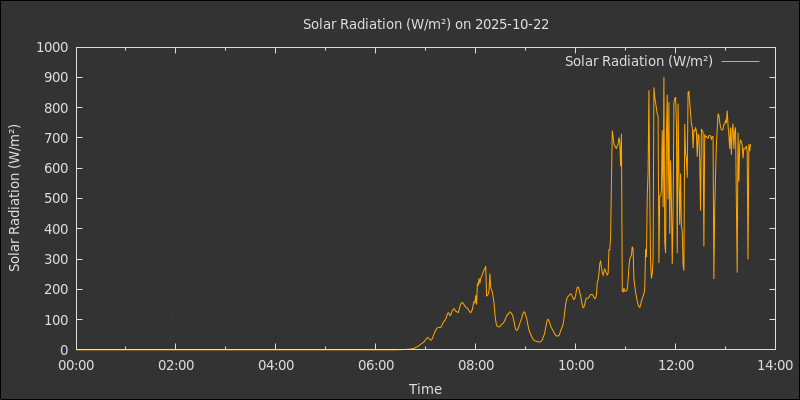 Solar Radiation (W/m²) on 2025-10-22
Solar Radiation (W/m²)
1000
900
800
700
600
500
400
300
200
100
0
Solar Radiation (W/m²)
00:00 02:00 04:00 06:00 08:00 10:00 12:00 14:00
Time